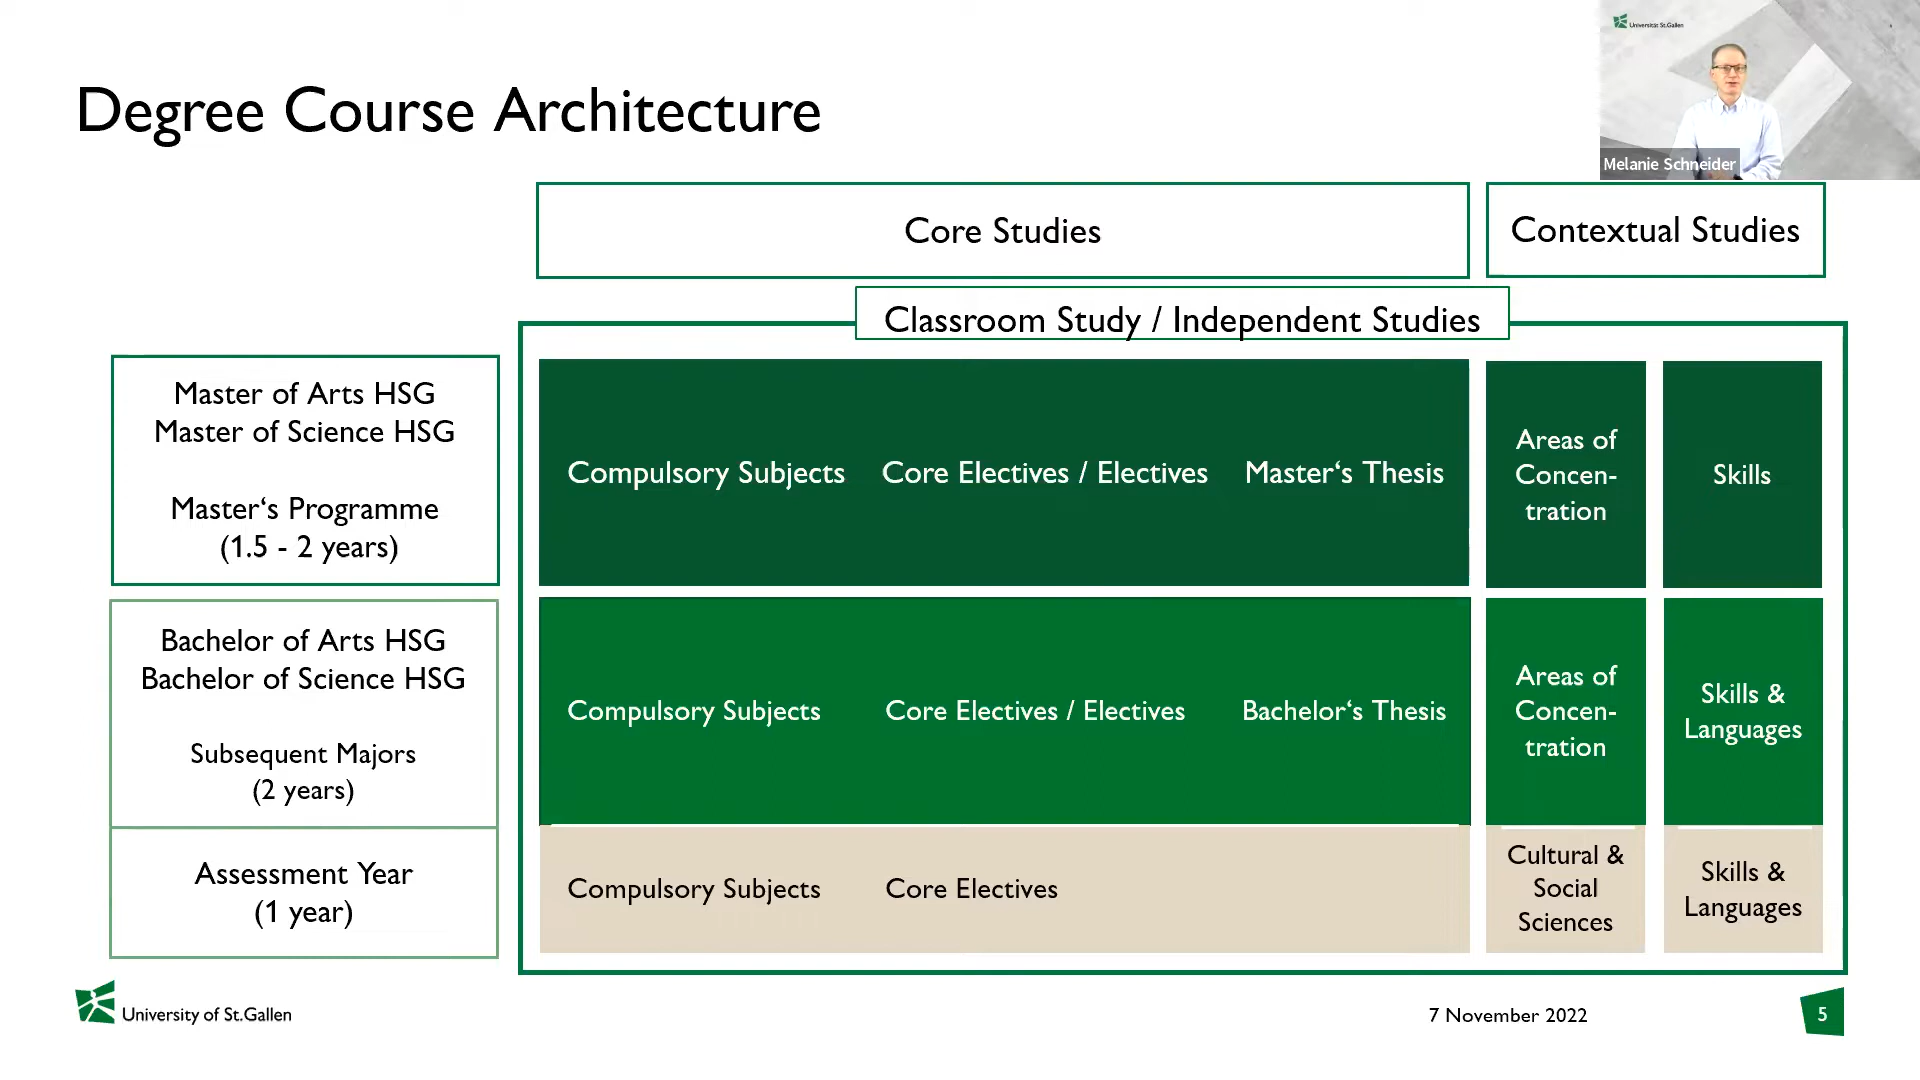 Universität St.Gallen
Melanie Schneider
Degree Course Architecture
Core Studies
Contextual Studies
Classroom Study / Independent Studies
Master of Arts HSG
Master of Science HSG
Master‘s Programme
(1.5 - 2 years)
Compulsory Subjects
Core Electives / Electives
Master‘s Thesis
Areas of
Concen-
tration
Skills
Bachelor of Arts HSG
Bachelor of Science HSG
Subsequent Majors
(2 years)
Compulsory Subjects
Core Electives / Electives
Bachelor‘s Thesis
Areas of
Concen-
tration
Skills &
Languages
Assessment Year
(1 year)
Compulsory Subjects
Core Electives
Cultural &
Social
Sciences
Skills &
Languages
University of St.Gallen
7 November 2022
5